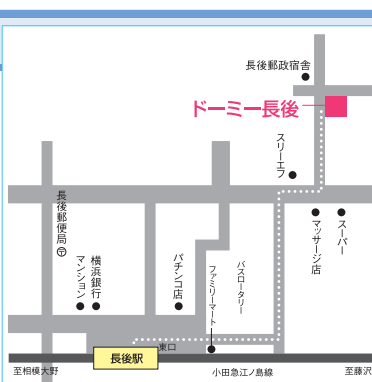 長後郵政宿舎
ドーミー長後
スリーエフ
長後郵便局〒
横浜銀行
マンション
パチンコ店
ファミリーマート
バスロータリー
マッサージ店
スーパー
東口
長後駅
至相模大野
小田急江ノ島線
至藤沢